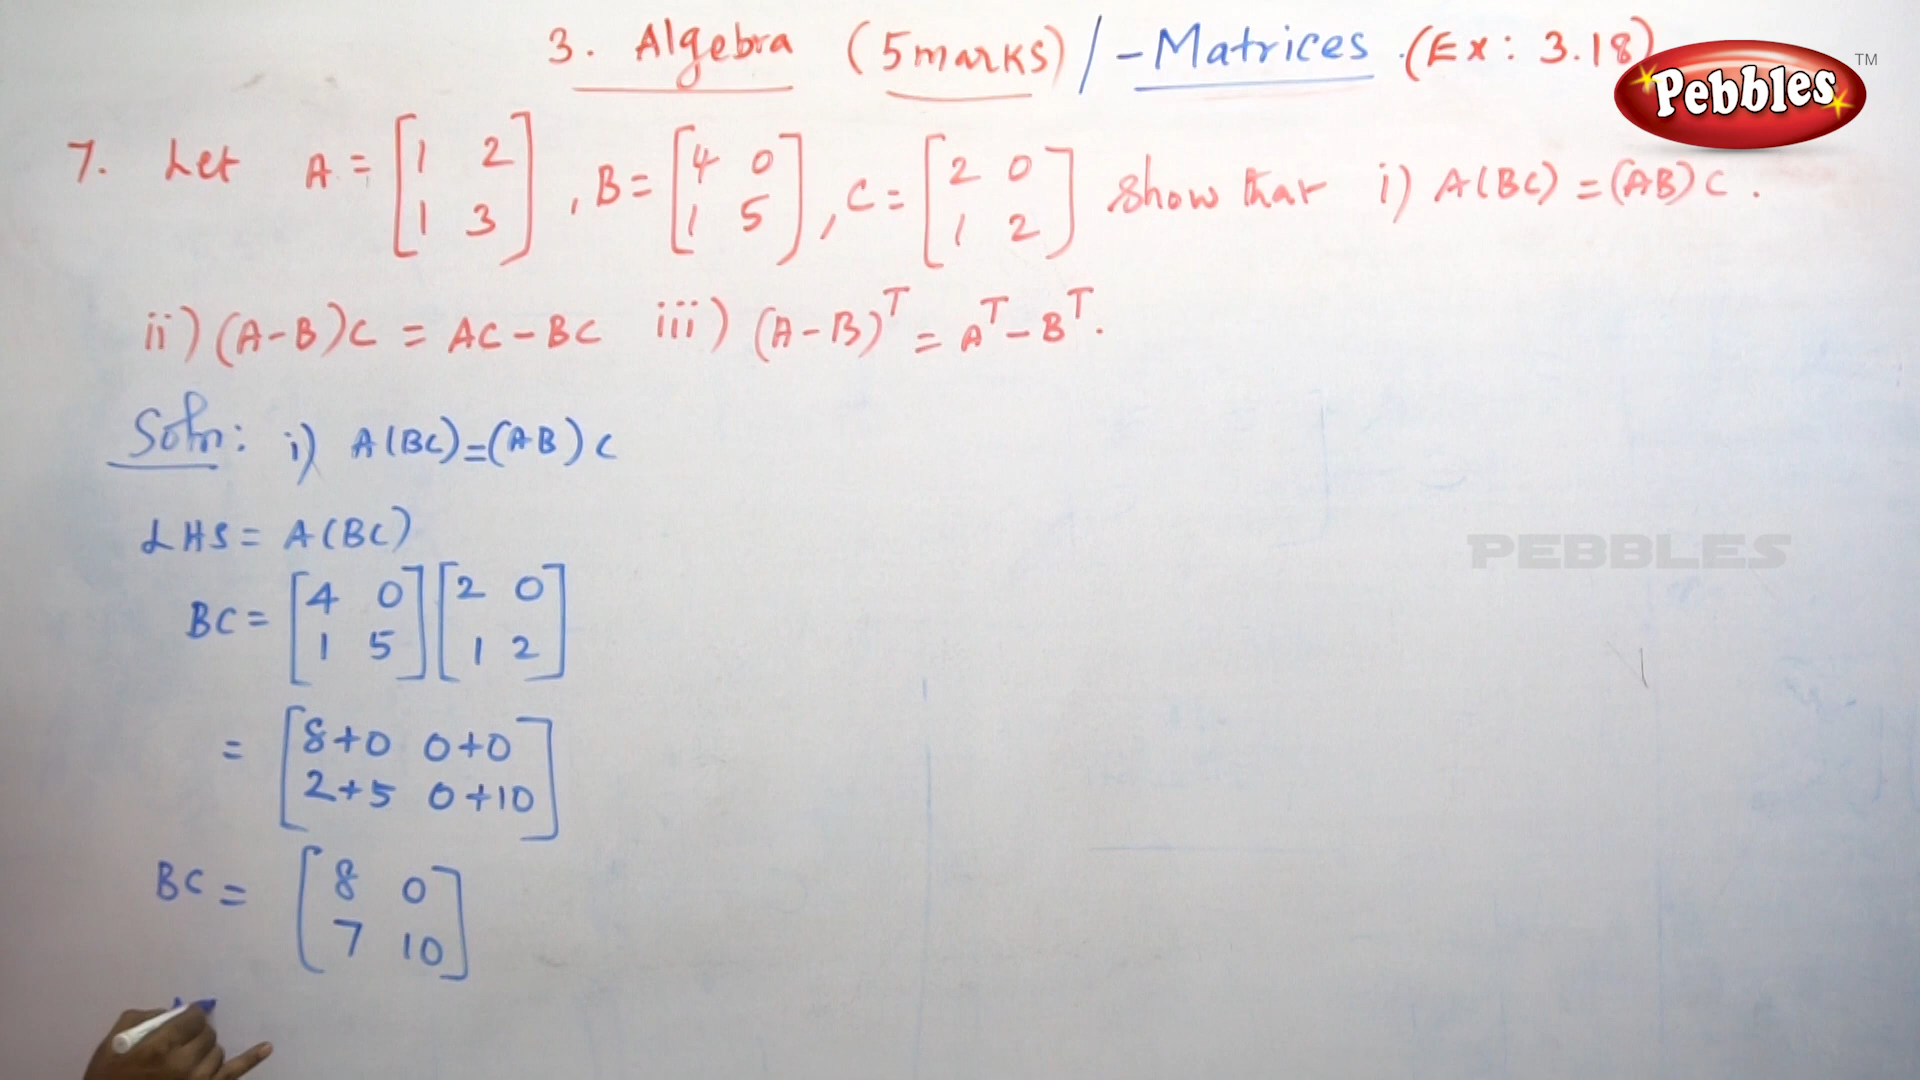 3. Algebra (5marks) / - Matrices. (Ex: 3.18)
Pebbles TM
7. Let A = [1 2 , B = [4 0 , C = [2 0 show that i) A(BC) = (AB)C.
1 3] 1 5] 1 2]
ii) (A-B)C = AC-BC iii) (A-B)ᵀ = Aᵀ-Bᵀ.
Soln: i) A(BC)=(AB)C
LHS = A(BC)
PEBBLES
BC = [4 0] [2 0]
[1 5] [1 2]
= [8+0 0+0]
[2+5 0+10]
BC = [8 0]
[7 10]